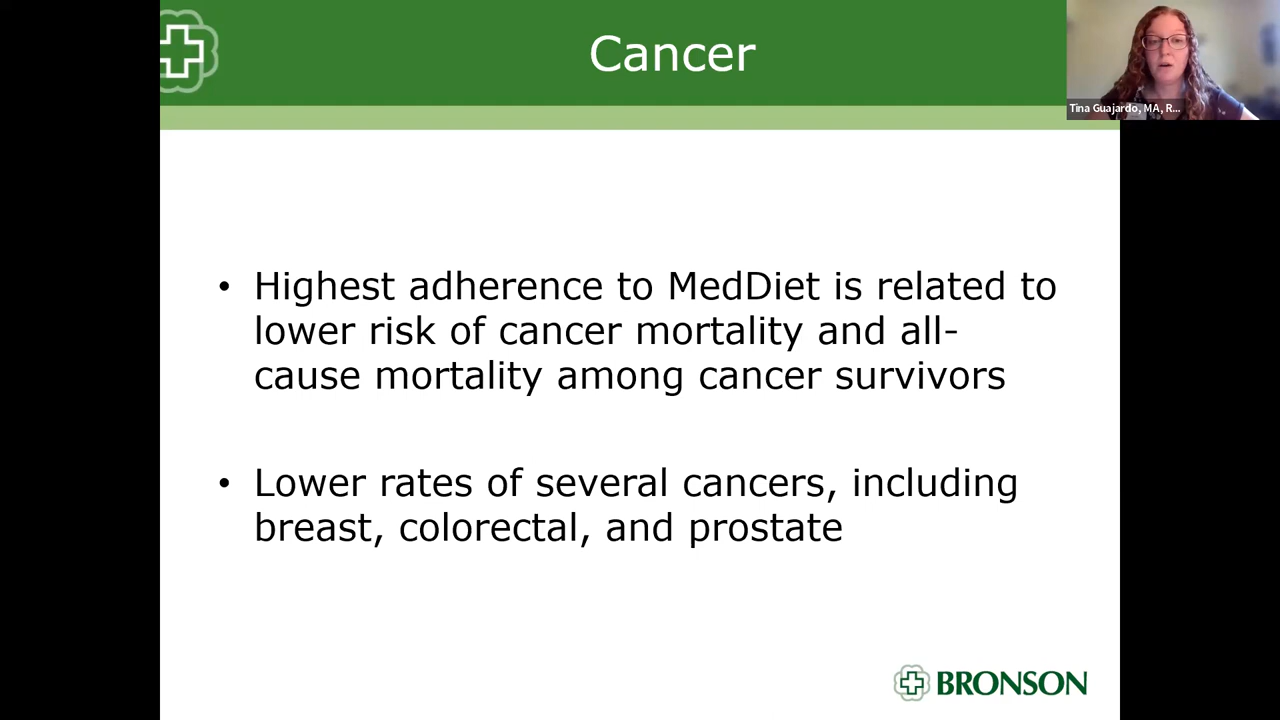 Cancer
Tina Guajardo, MA, R...
• Highest adherence to MedDiet is related to
lower risk of cancer mortality and all-
cause mortality among cancer survivors
• Lower rates of several cancers, including
breast, colorectal, and prostate
BRONSON